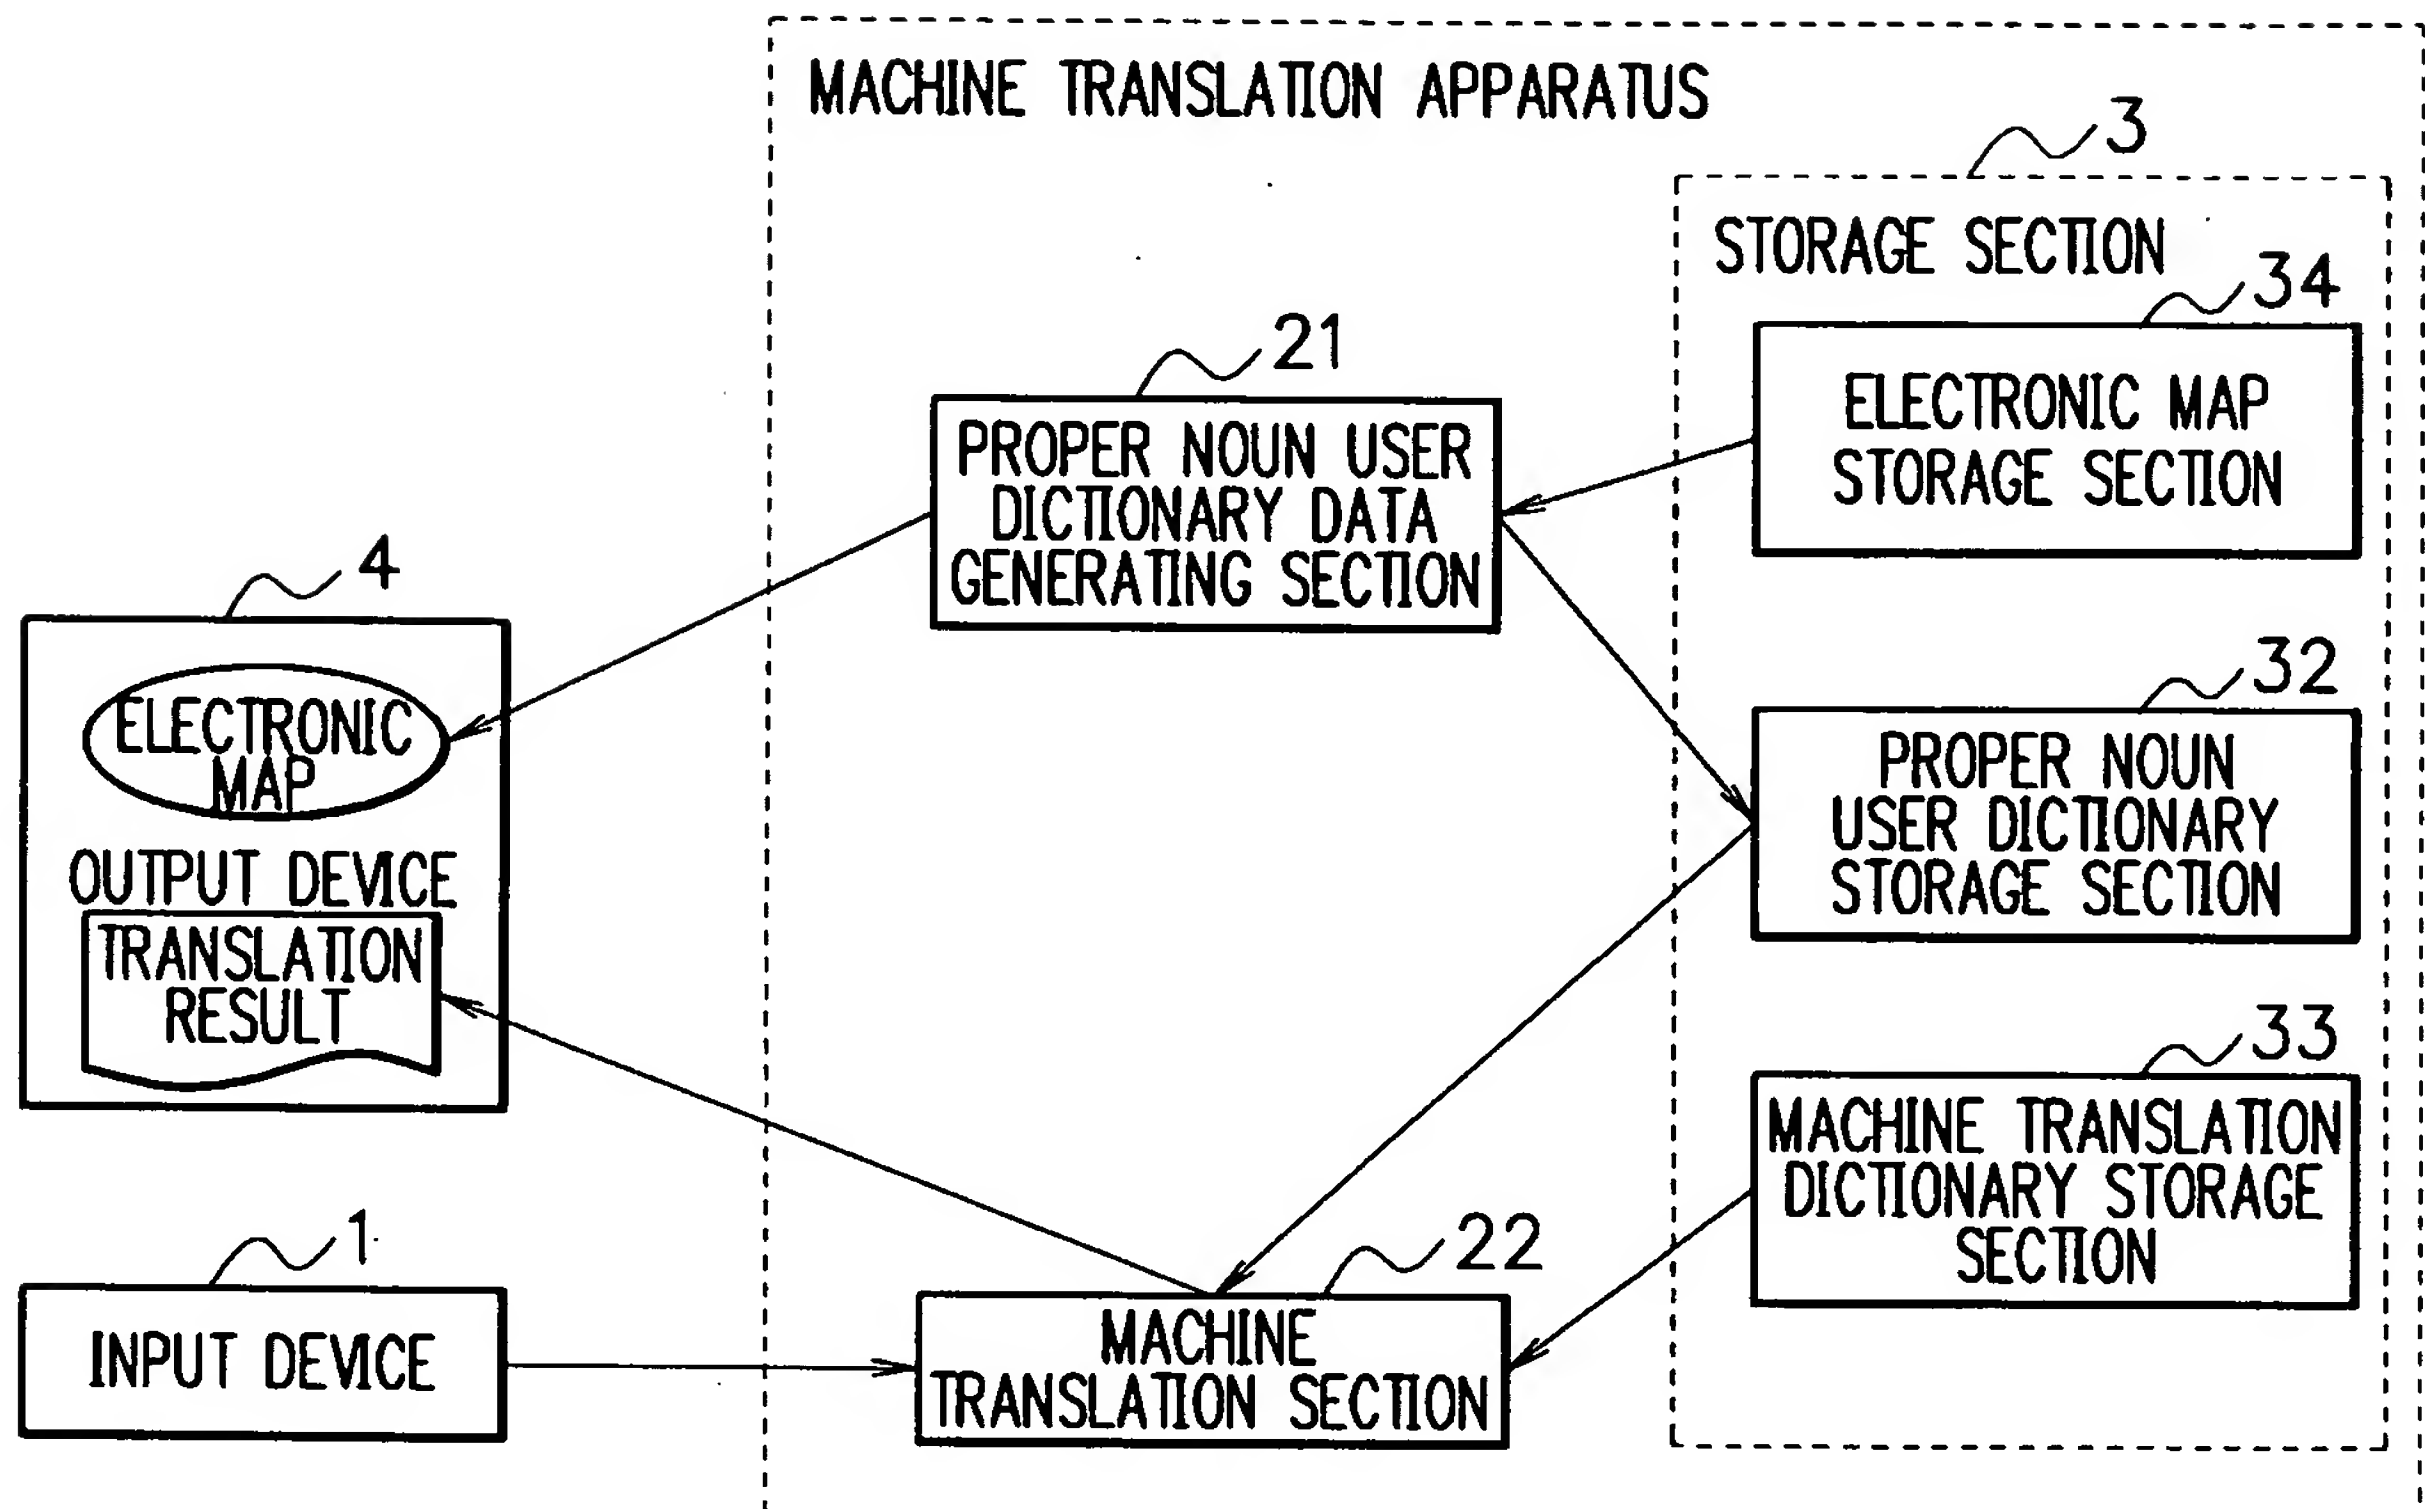 MACHINE TRANSLATION APPARATUS
3
STORAGE SECTION
34
ELECTRONIC MAP
STORAGE SECTION
21
PROPER NOUN USER
DICTIONARY DATA
GENERATING SECTION
4
ELECTRONIC
MAP
OUTPUT DEVICE
TRANSLATION
RESULT
32
PROPER NOUN
USER DICTIONARY
STORAGE SECTION
33
MACHINE TRANSLATION
DICTIONARY STORAGE
SECTION
1
INPUT DEVICE
22
MACHINE
TRANSLATION SECTION